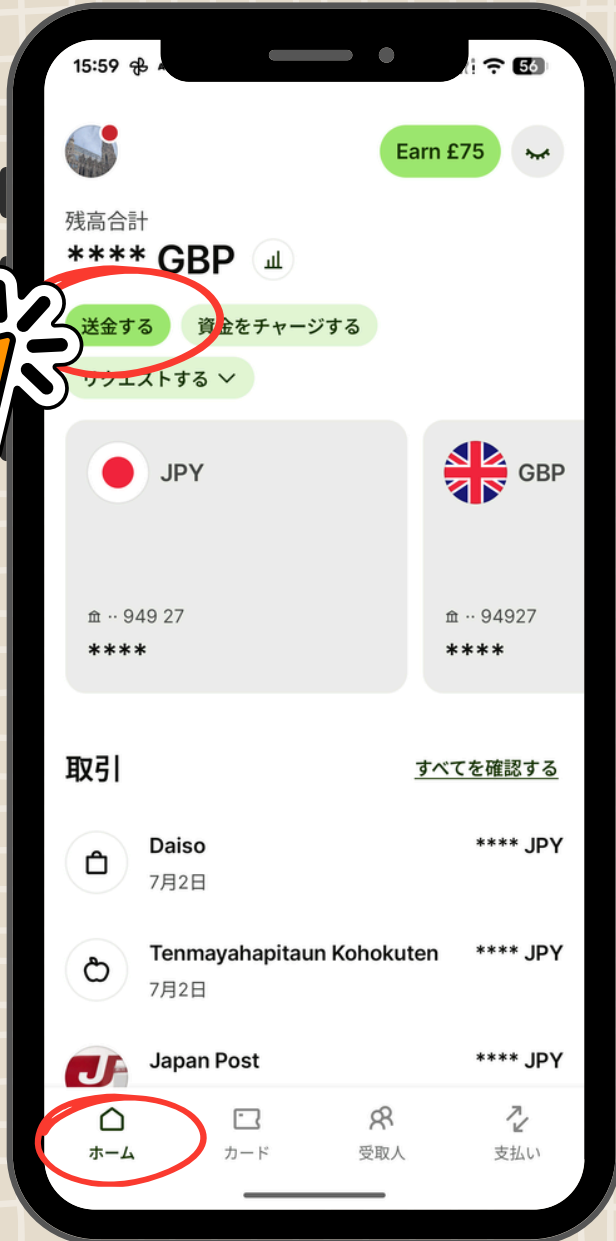 15:59
56
Earn £75
残高合計
**** GBP
送金する
資金をチャージする
リクエストする
JPY
GBP
·· 949 27
·· 94927
****
****
取引
すべてを確認する
Daiso
**** JPY
7月2日
Tenmayahapitaun Kohokuten
**** JPY
7月2日
Japan Post
**** JPY
ホーム
カード
受取人
支払い